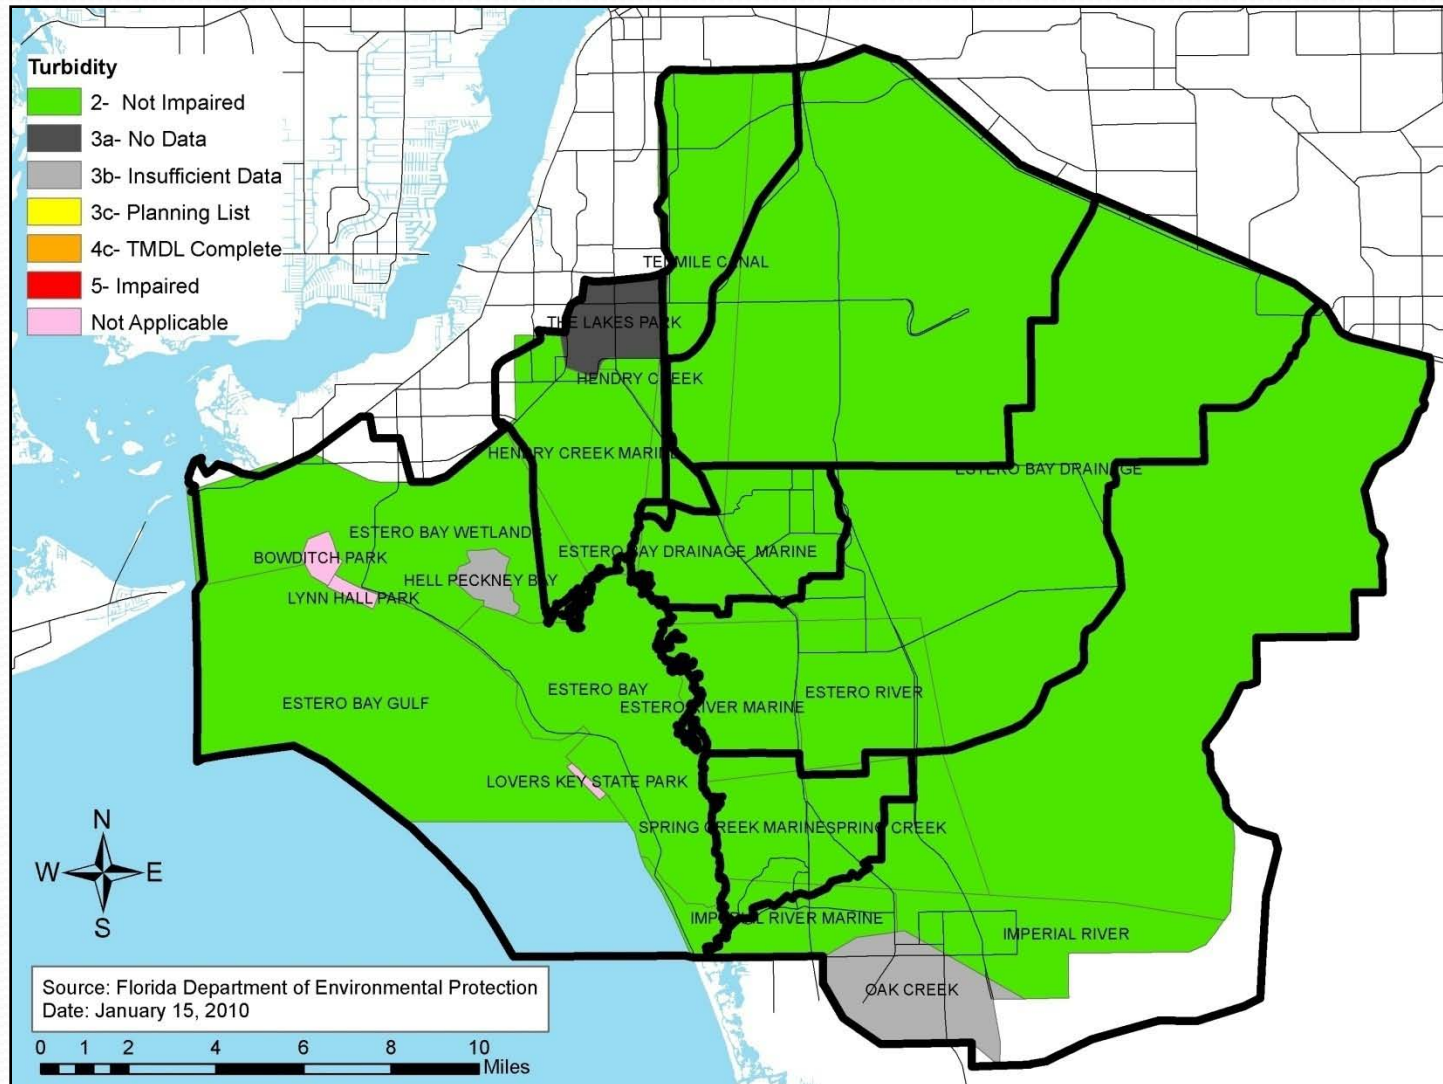 Turbidity
2- Not Impaired
3a- No Data
3b- Insufficient Data
3c- Planning List
4c- TMDL Complete
5- Impaired
Not Applicable
TENMILE CANAL
THE LAKES PARK
HENDRY CREEK
HENDRY CREEK MARINE
ESTERO BAY DRAINAGE
ESTERO BAY WETLANDS
ESTERO BAY DRAINAGE MARINE
BOWDITCH PARK
HELL PECKNEY BAY
LYNN HALL PARK
ESTERO BAY
ESTERO RIVER
ESTERO BAY GULF
ESTERO RIVER MARINE
LOVERS KEY STATE PARK
SPRING CREEK MARINE
SPRING CREEK
IMPERIAL RIVER MARINE
IMPERIAL RIVER
OAK CREEK
N
W
E
S
Source: Florida Department of Environmental Protection
Date: January 15, 2010
0 1 2 4 6 8 10
Miles